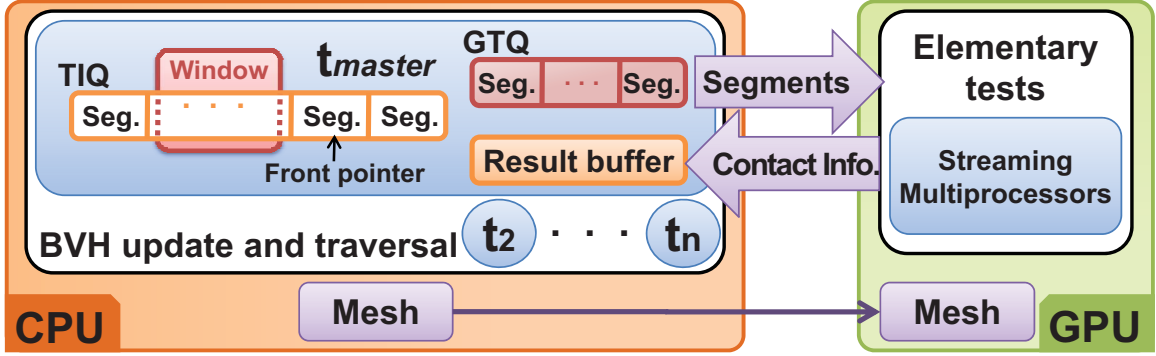 TIQ
Window
tmaster
GTQ
Seg. . . . Seg. Seg.
Front pointer
Seg. ... Seg.
Segments
Result buffer
Contact Info.
BVH update and traversal
t2 . . . tn
Mesh
CPU
Elementary
tests
Streaming
Multiprocessors
Mesh
GPU